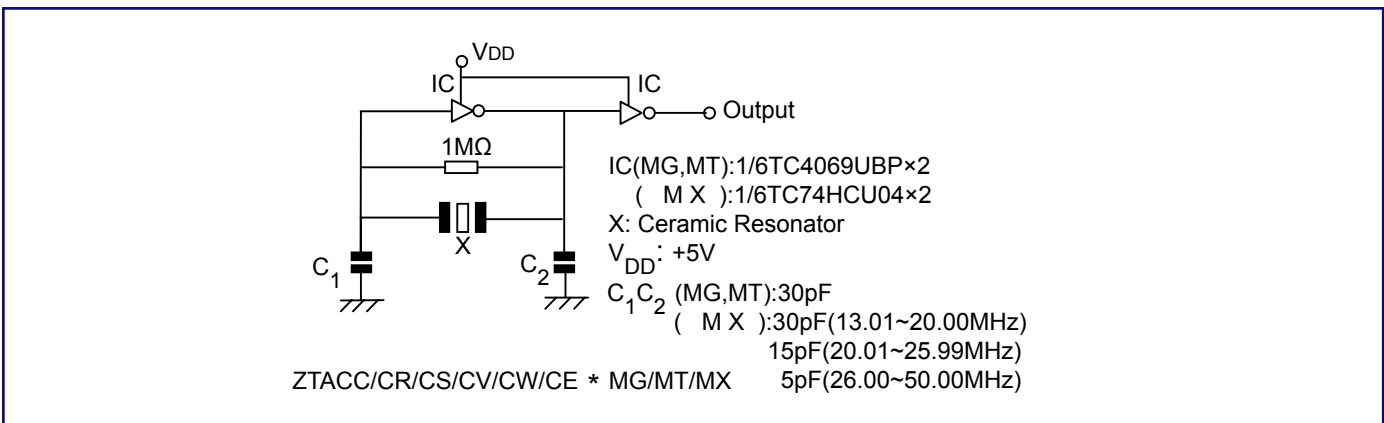 VDD
IC
IC
Output
1MΩ
X
C1
C2
IC(MG,MT):1/6TC4069UBP×2
( M X ):1/6TC74HCU04×2
X: Ceramic Resonator
VDD: +5V
C1C2 (MG,MT):30pF
( M X ):30pF(13.01~20.00MHz)
15pF(20.01~25.99MHz)
5pF(26.00~50.00MHz)
ZTACC/CR/CS/CV/CW/CE * MG/MT/MX